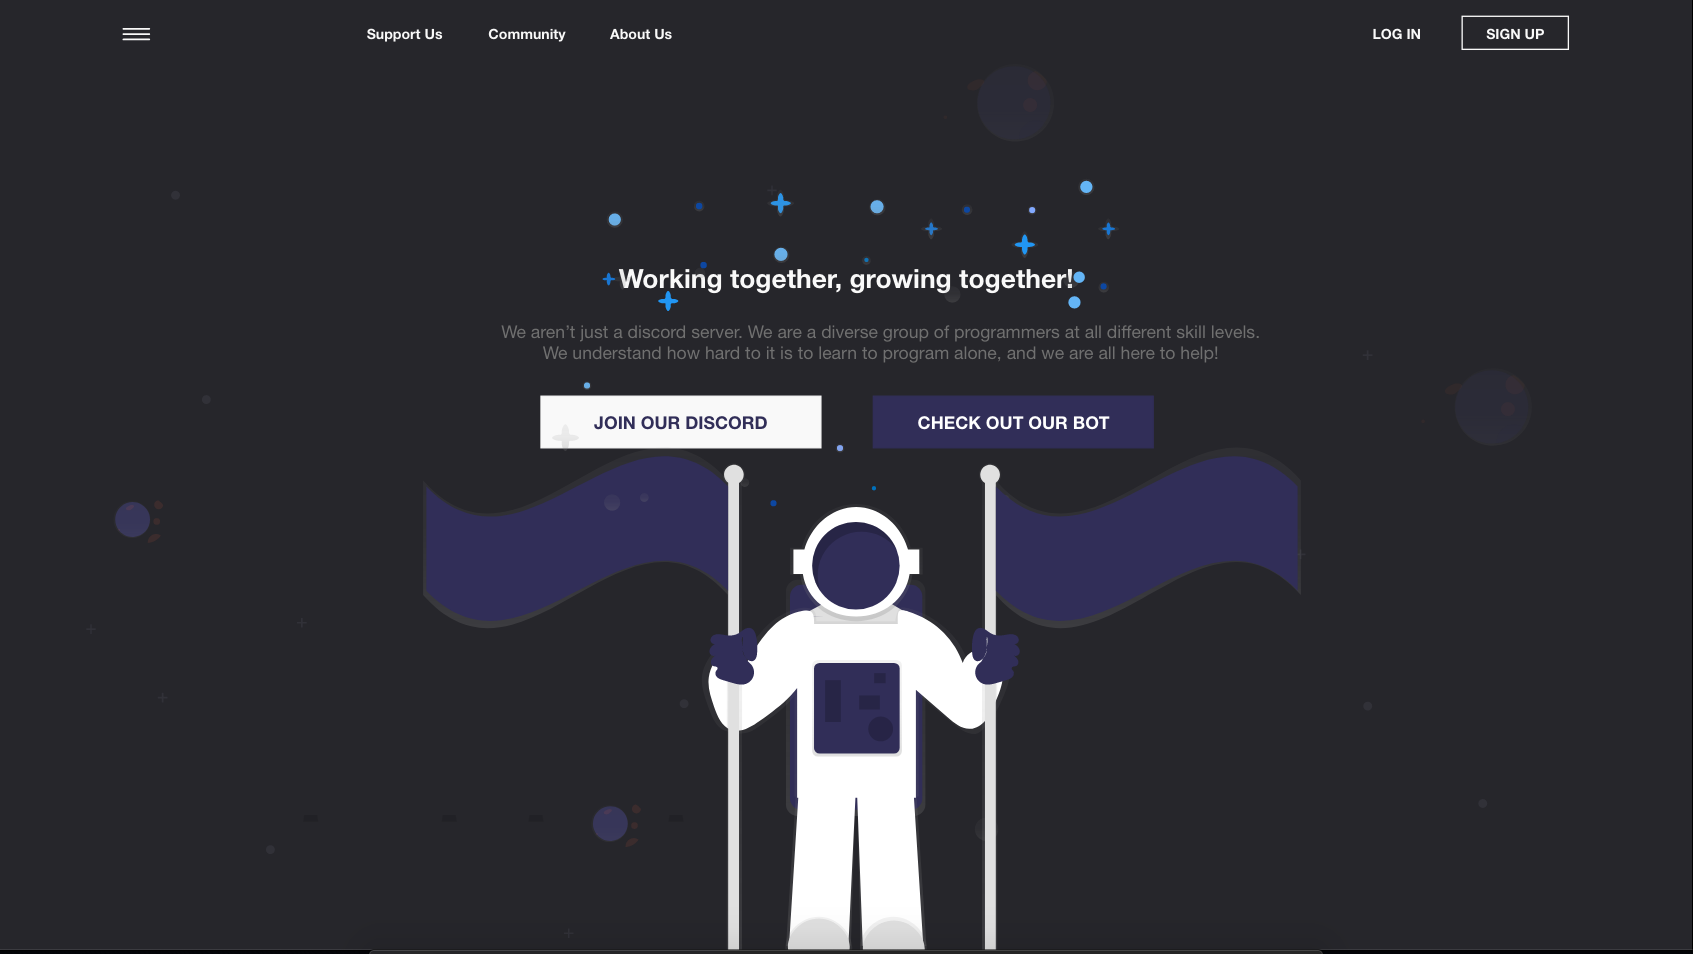 Support Us Community About Us LOG IN SIGN UP
Working together, growing together!
We aren’t just a discord server. We are a diverse group of programmers at all different skill levels.
We understand how hard to it is to learn to program alone, and we are all here to help!
JOIN OUR DISCORD CHECK OUT OUR BOT